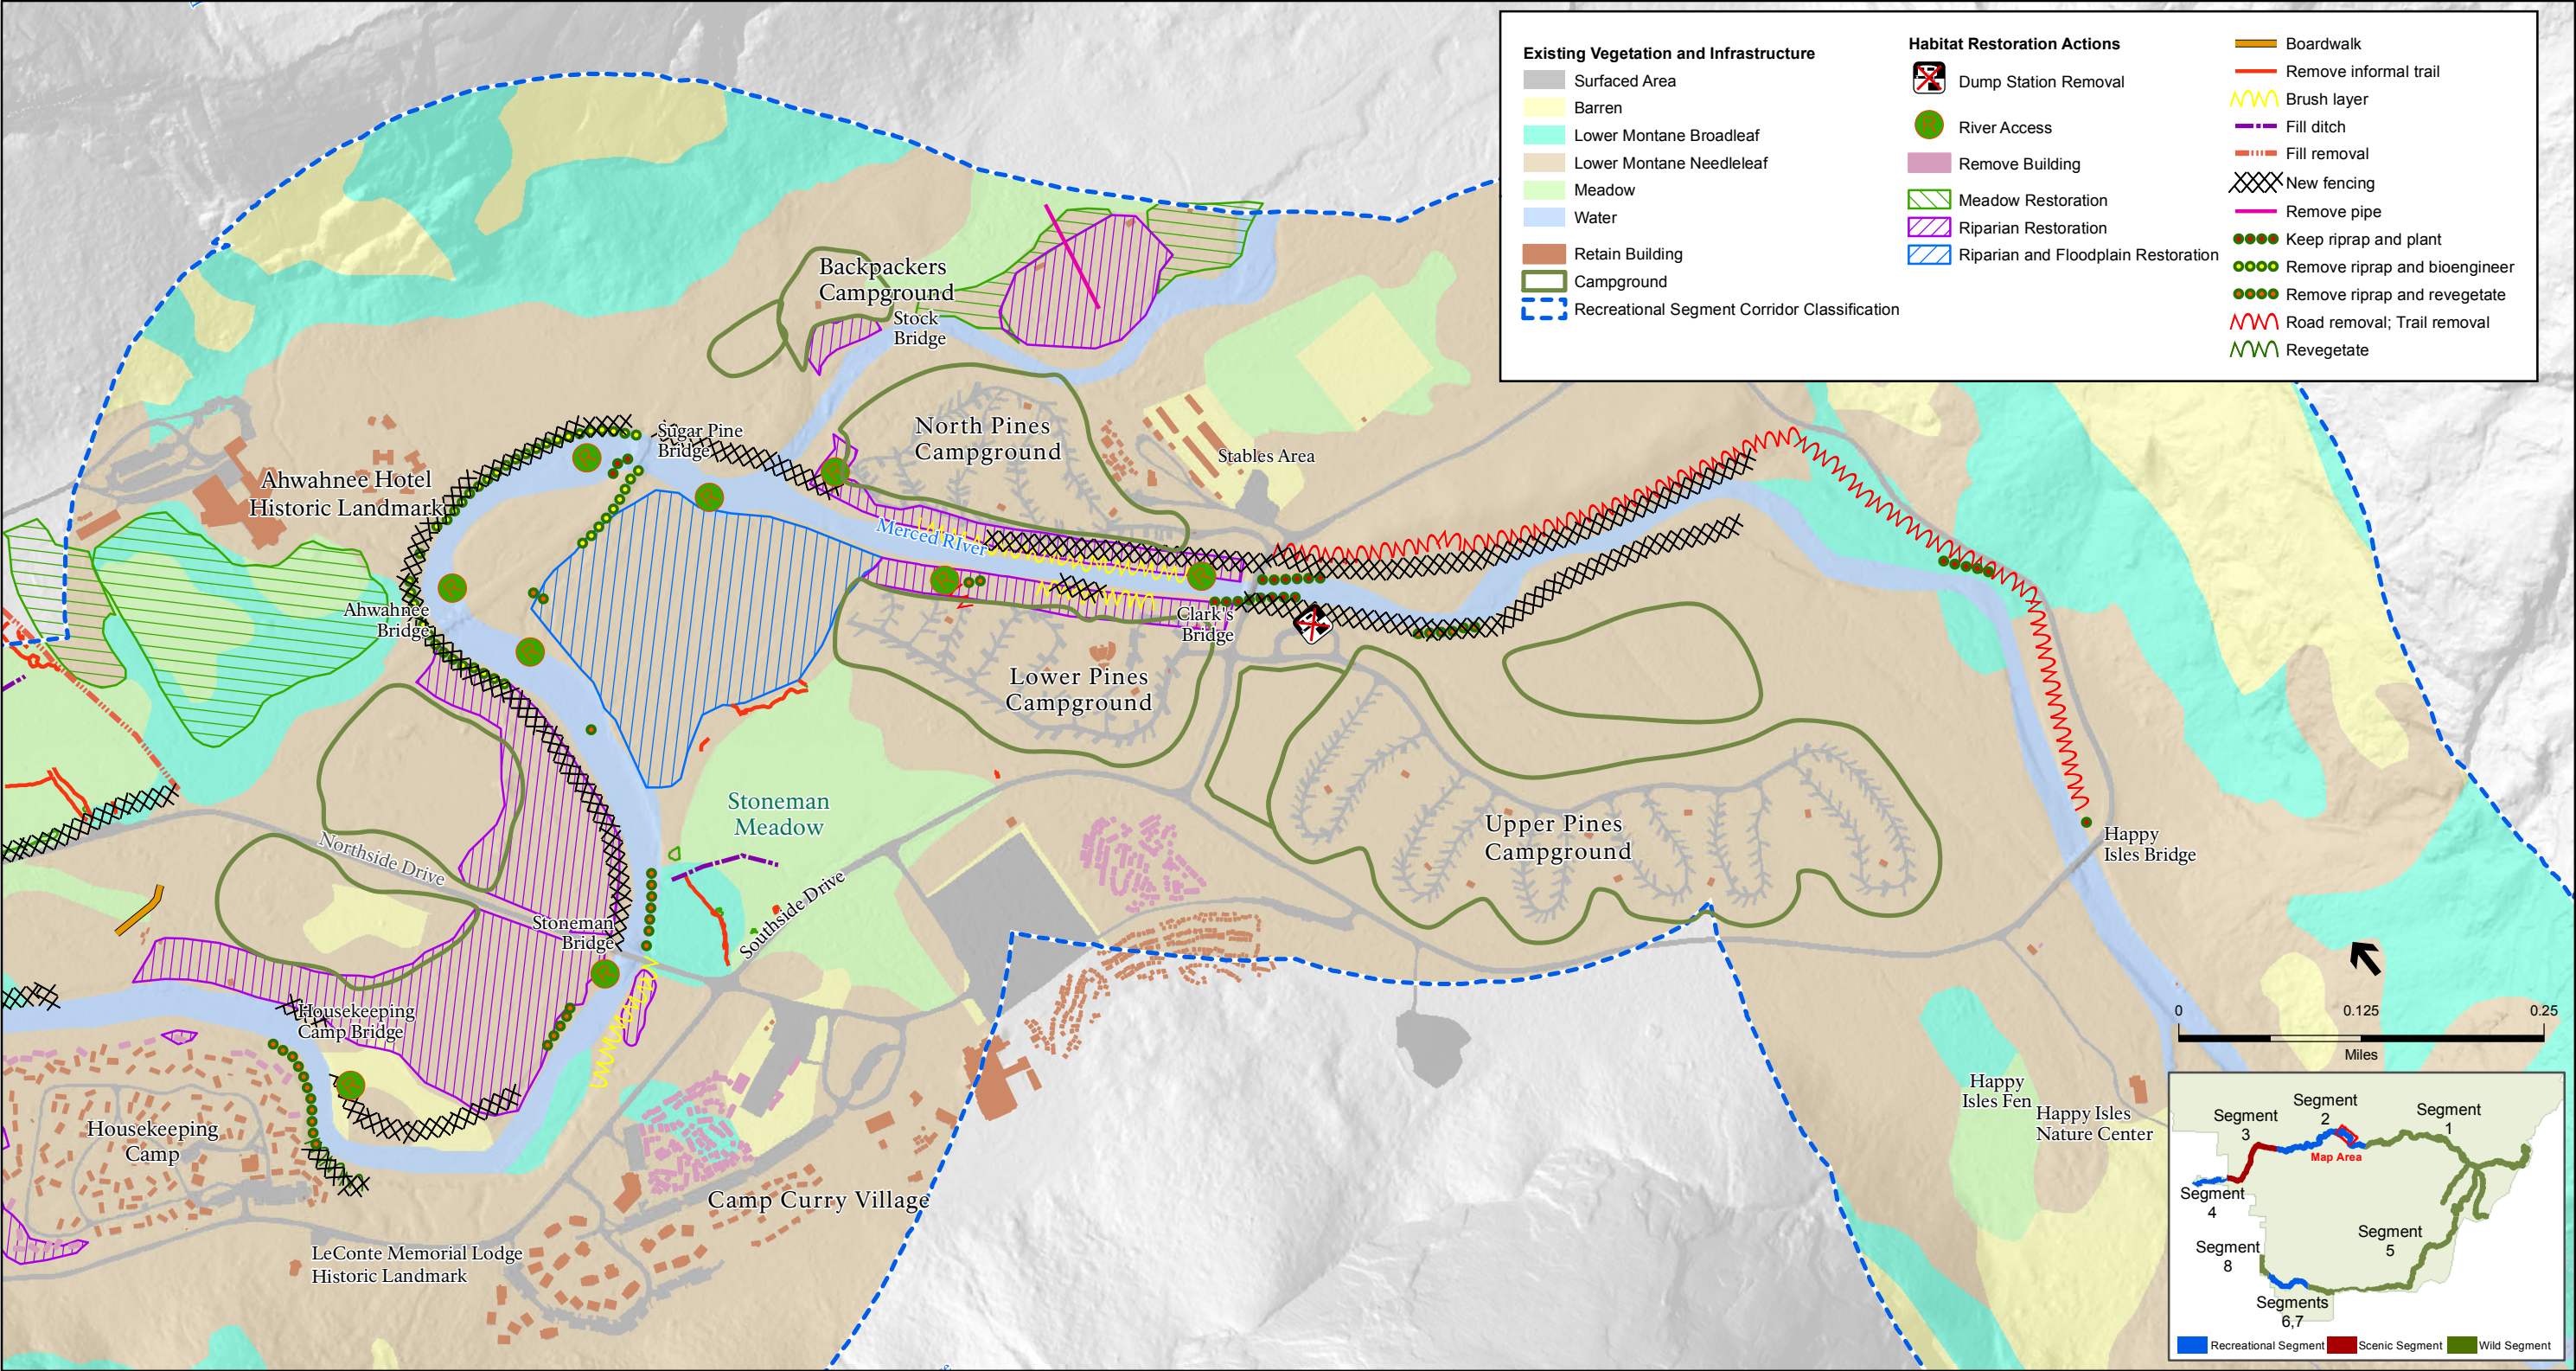 Existing Vegetation and Infrastructure
Surfaced Area
Barren
Lower Montane Broadleaf
Lower Montane Needleleaf
Meadow
Water
Retain Building
Campground
Recreational Segment Corridor Classification
Habitat Restoration Actions
Dump Station Removal
R
River Access
Remove Building
Meadow Restoration
Riparian Restoration
Riparian and Floodplain Restoration
Boardwalk
Remove informal trail
Brush layer
Fill ditch
Fill removal
New fencing
Remove pipe
Keep riprap and plant
Remove riprap and bioengineer
Remove riprap and revegetate
Road removal; Trail removal
Revegetate
Backpackers
Campground
Stock
Bridge
Sugar Pine
Bridge
North Pines
Campground
Stables Area
Ahwahnee Hotel
Historic Landmark
Merced RIver
Ahwahnee
Bridge
Clark's
Bridge
Lower Pines
Campground
Stoneman
Meadow
Upper Pines
Campground
Happy
Isles Bridge
Northside Drive
Southside Drive
Stoneman
Bridge
Housekeeping
Camp Bridge
Housekeeping
Camp
Camp Curry Village
LeConte Memorial Lodge
Historic Landmark
Happy
Isles Fen
Happy Isles
Nature Center
R
R
R
R
R
R
R
R
R
0
0.125
0.25
Miles
Segment
3
Segment
2
Segment
1
Map Area
Segment
4
Segment
5
Segment
8
Segments
6,7
Recreational Segment
Scenic Segment
Wild Segment